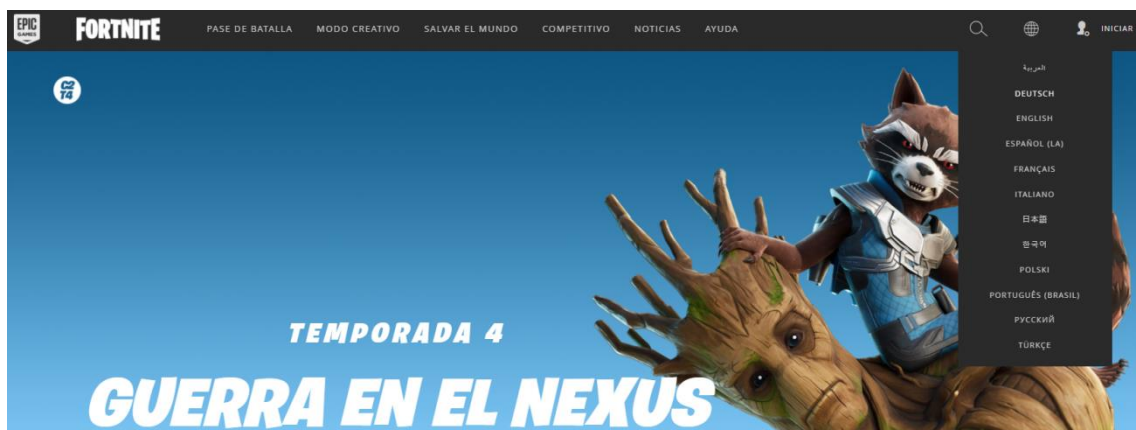 EPIC
GAMES
FORTNITE
PASE DE BATALLA
MODO CREATIVO
SALVAR EL MUNDO
COMPETITIVO
NOTICIAS
AYUDA
INICIAR
C2
T4
العربية
DEUTSCH
ENGLISH
ESPAÑOL (LA)
FRANÇAIS
ITALIANO
日本語
한국어
POLSKI
PORTUGUÊS (BRASIL)
РУССКИЙ
TÜRKÇE
TEMPORADA 4
GUERRA EN EL NEXUS